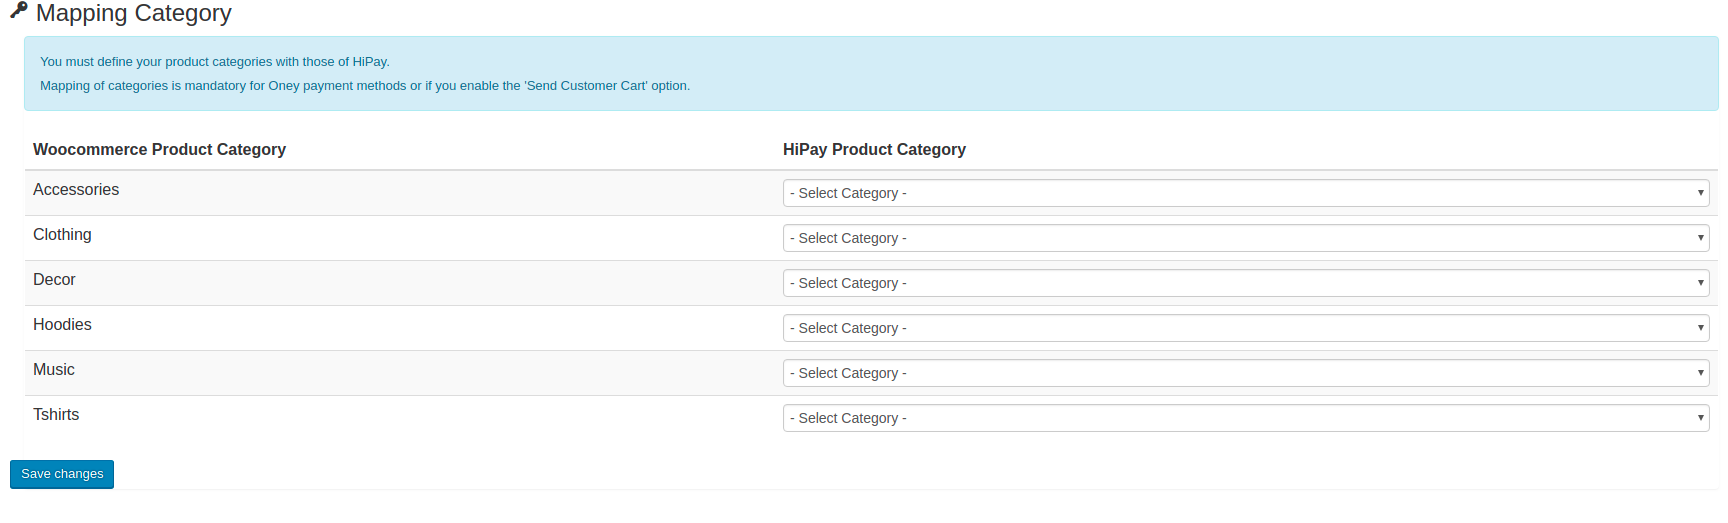 Mapping Category
You must define your product categories with those of HiPay.
Mapping of categories is mandatory for Oney payment methods or if you enable the 'Send Customer Cart' option.
Woocommerce Product Category HiPay Product Category
Accessories - Select Category -
Clothing - Select Category -
Decor - Select Category -
Hoodies - Select Category -
Music - Select Category -
Tshirts - Select Category -
Save changes